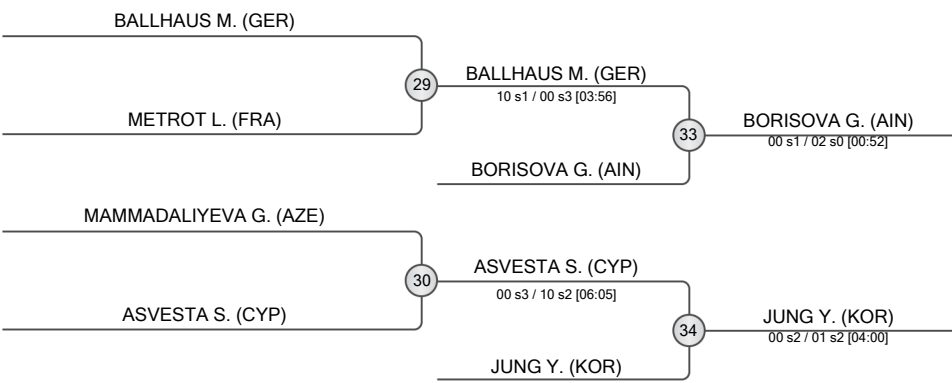 BALLHAUS M. (GER)
29
BALLHAUS M. (GER)
10 s1 / 00 s3 [03:56]
METROT L. (FRA)
33
BORISOVA G. (AIN)
00 s1 / 02 s0 [00:52]
BORISOVA G. (AIN)
MAMMADALIYEVA G. (AZE)
30
ASVESTA S. (CYP)
00 s3 / 10 s2 [06:05]
ASVESTA S. (CYP)
34
JUNG Y. (KOR)
00 s2 / 01 s2 [04:00]
JUNG Y. (KOR)